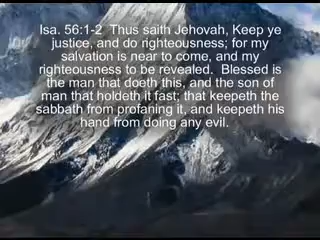 Isa. 56:1-2  Thus saith Jehovah, Keep ye
justice, and do righteousness; for my
salvation is near to come, and my
righteousness to be revealed.  Blessed is
the man that doeth this, and the son of
man that holdeth it fast; that keepeth the
sabbath from profaning it, and keepeth his
hand from doing any evil.